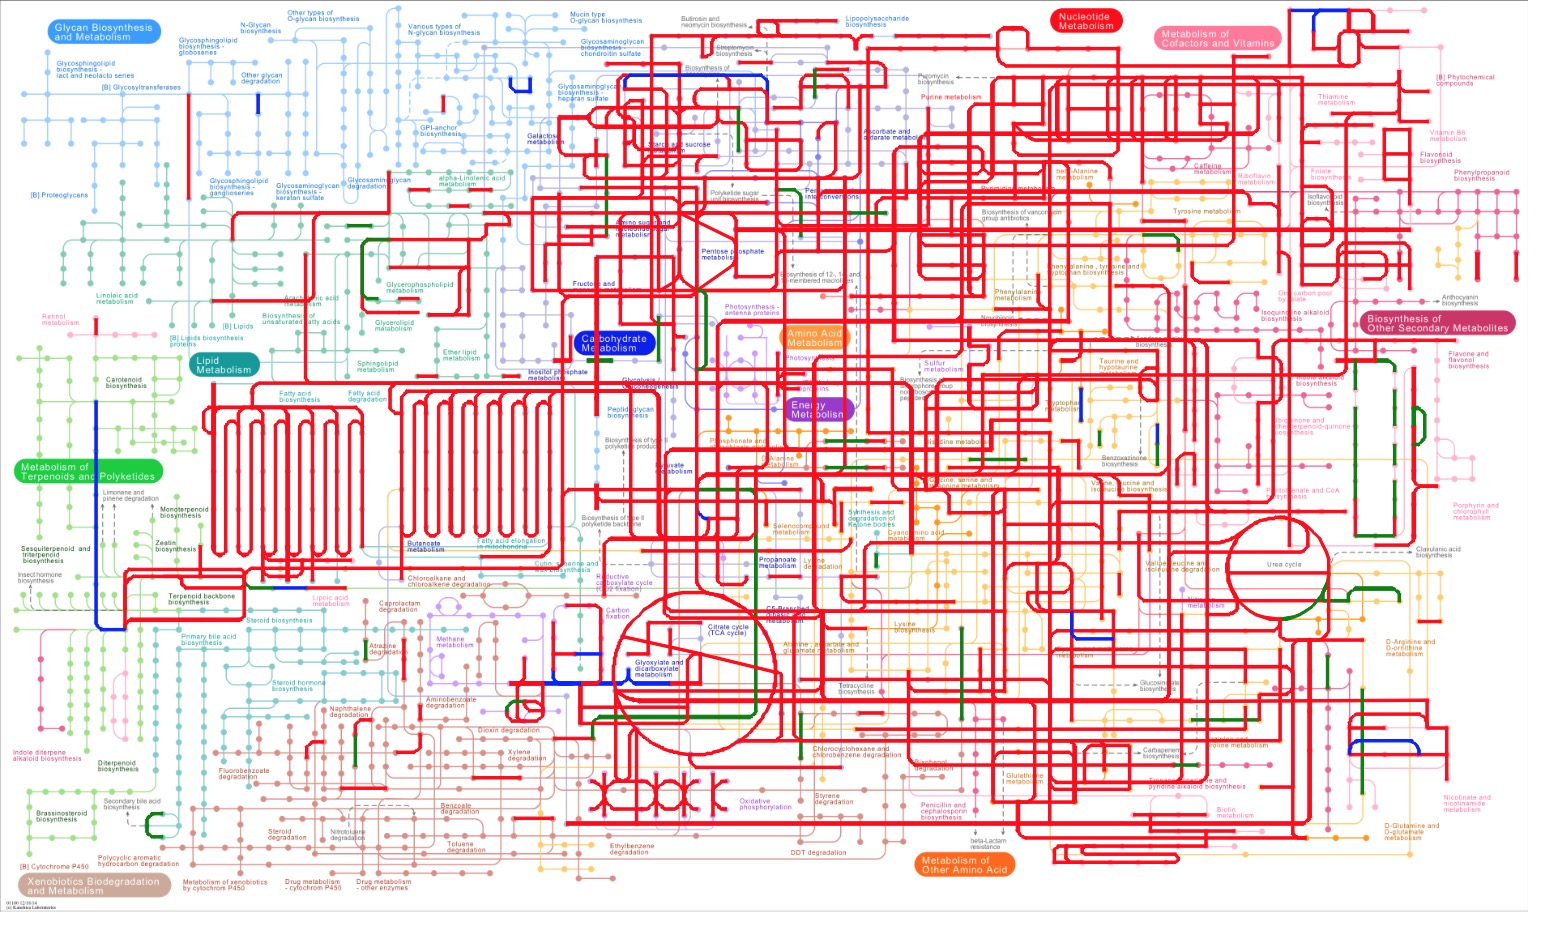 Glycan Biosynthesis
and Metabolism
Other types of
O-glycan biosynthesis
N-Glycan
biosynthesis
Various types of
N-glycan biosynthesis
Mucin type
O-glycan biosynthesis
Butirosin and
neomycin biosynthesis
Lipopolysaccharide
biosynthesis
Nucleotide
Metabolism
Metabolism of
Cofactors and Vitamins
Glycosphingolipid
biosynthesis -
globoseries
Glycosaminoglycan
biosynthesis -
chondroitin sulfate
Streptomycin
biosynthesis
Glycosphingolipid
biosynthesis -
lact and neolacto series
Other glycan
degradation
Biosynthesis of
Puromycin
biosynthesis
[B] Phytochemical
compounds
[B] Glycosyltransferases
Glycosaminoglycan
biosynthesis -
heparan sulfate
Purine metabolism
Thiamine
metabolism
GPI-anchor
biosynthesis
Galactose
metabolism
Starch and sucrose
Ascorbate and
aldarate metabolism
Vitamin B6
metabolism
Flavonoid
biosynthesis
Caffeine
metabolism
Riboflavin
metabolism
Folate
biosynthesis
Phenylpropanoid
biosynthesis
beta-Alanine
metabolism
Glycosphingolipid
biosynthesis -
ganglioseries
Glycosaminoglycan
biosynthesis -
keratan sulfate
Glycosaminoglycan
degradation
alpha-Linolenic acid
metabolism
[B] Proteoglycans
Polyketide sugar
unit biosynthesis
Pyrimidine metabolism
Isoflavonoid
biosynthesis
Biosynthesis of vancomycin
group antibiotics
Tyrosine metabolism
Amino sugar and
nucleotide sugar
metabolism
Pentose phosphate
metabolism
Phenylalanine , tyrosine and
tryptophan biosynthesis
Biosynthesis of 12-, 14- and
16-membered macrolides
Linoleic acid
metabolism
Arachidonic acid
metabolism
Glycerophospholipid
metabolism
Fructose and
Phenylalanine
metabolism
One carbon pool
by folate
Anthocyanin
biosynthesis
Retinol
metabolism
Biosynthesis of
unsaturated fatty acids
Glycerolipid
metabolism
[B] Lipids
Photosynthesis -
antenna proteins
Novobiocin
biosynthesis
Isoquinoline alkaloid
biosynthesis
Biosynthesis of
Other Secondary Metabolites
[B] Lipids biosynthesis
proteins
Carbohydrate
Metabolism
Amino Acid
Metabolism
Lipid
Metabolism
Sphingolipid
metabolism
Ether lipid
metabolism
Photosynthesis
Sulfur
metabolism
Taurine and
hypotaurine
metabolism
Flavone and
flavonol
biosynthesis
Carotenoid
biosynthesis
Inositol phosphate
metabolism
Glycolysis /
Gluconeogenesis
Fatty acid
biosynthesis
Fatty acid
degradation
Energy
Metabolism
Peptidoglycan
biosynthesis
Tryptophan
metabolism
Ubiquinone and
other terpenoid-quinone
biosynthesis
Biosynthesis of type II
polyketide products
Phosphonate and
Histidine metabolism
Metabolism of
Terpenoids and Polyketides
Pyruvate
metabolism
D-Alanine
metabolism
Benzoxazinone
biosynthesis
Limonene and
pinene degradation
Glycine, serine and
threonine metabolism
Valine, leucine and
isoleucine biosynthesis
Pantothenate and CoA
biosynthesis
Monoterpenoid
biosynthesis
Biosynthesis of type II
polyketide backbone
Selenocompound
metabolism
Synthesis and
degradation of
ketone bodies
Cyanoamino acid
metabolism
Porphyrin and
chlorophyll
metabolism
Zeatin
biosynthesis
Butanoate
metabolism
Fatty acid elongation
in mitochondria
Sesquiterpenoid and
triterpenoid
biosynthesis
Cutin, suberine and
wax biosynthesis
Propanoate
metabolism
Lysine
degradation
Valine, leucine and
isoleucine degradation
Urea cycle
Clavulanic acid
biosynthesis
Insect hormone
biosynthesis
Chloroalkane and
chloroalkene degradation
Reductive
carboxylate cycle
(CO2 fixation)
Terpenoid backbone
biosynthesis
Lipoic acid
metabolism
Caprolactam
degradation
Carbon
fixation
C5-Branched
dibasic acid
metabolism
Nitrogen
metabolism
Steroid biosynthesis
Citrate cycle
(TCA cycle)
Lysine
biosynthesis
Primary bile acid
biosynthesis
Atrazine
degradation
Methane
metabolism
Alanine , aspartate and
glutamate metabolism
D-Arginine and
D-ornithine
metabolism
Glyoxylate and
dicarboxylate
metabolism
Steroid hormone
biosynthesis
Tetracycline
biosynthesis
Glucosinolate
biosynthesis
Naphthalene
degradation
Aminobenzoate
degradation
Dioxin degradation
Indole diterpene
alkaloid biosynthesis
Diterpenoid
biosynthesis
Fluorobenzoate
degradation
Xylene
degradation
Chlorocyclohexane and
chlorobenzene degradation
Bisphenol
degradation
Glutathione
metabolism
Carbapenem
biosynthesis
Arginine and
proline metabolism
Tropane, piperidine and
pyridine alkaloid biosynthesis
Secondary bile acid
biosynthesis
Brassinosteroid
biosynthesis
Benzoate
degradation
Oxidative
phosphorylation
Styrene
degradation
Penicillin and
cephalosporin
biosynthesis
Biotin
metabolism
Nicotinate and
nicotinamide
metabolism
Steroid
degradation
Nitrotoluene
degradation
Toluene
degradation
Ethylbenzene
degradation
DDT degradation
beta-Lactam
resistance
D-Glutamine and
D-glutamate
metabolism
[B] Cytochrome P450
Polycyclic aromatic
hydrocarbon degradation
Metabolism of
Other Amino Acid
Xenobiotics Biodegradation
and Metabolism
Metabolism of xenobiotics
by cytochrom P450
Drug metabolism
- cytochrom P450
Drug metabolism
- other enzymes
(c) Kanehisa Laboratories